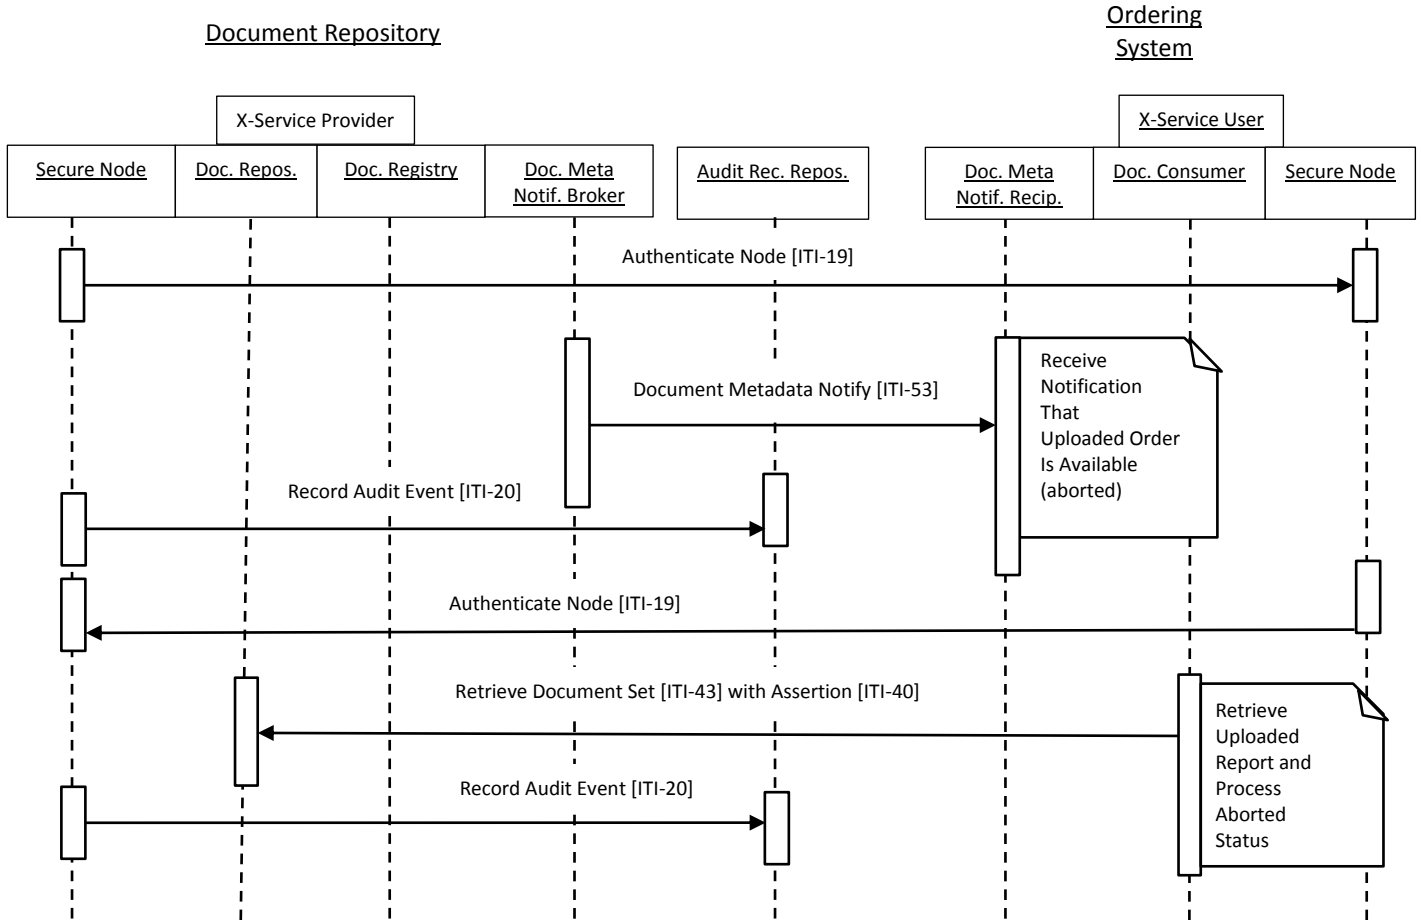 Document Repository
Ordering
System
X-Service Provider
X-Service User
Secure Node
Doc. Repos.
Doc. Registry
Doc. Meta
Notif. Broker
Audit Rec. Repos.
Doc. Meta
Notif. Recip.
Doc. Consumer
Secure Node
Authenticate Node [ITI-19]
Document Metadata Notify [ITI-53]
Receive
Notification
That
Uploaded Order
Is Available
(aborted)
Record Audit Event [ITI-20]
Authenticate Node [ITI-19]
Retrieve Document Set [ITI-43] with Assertion [ITI-40]
Retrieve
Uploaded
Report and
Process
Aborted
Status
Record Audit Event [ITI-20]